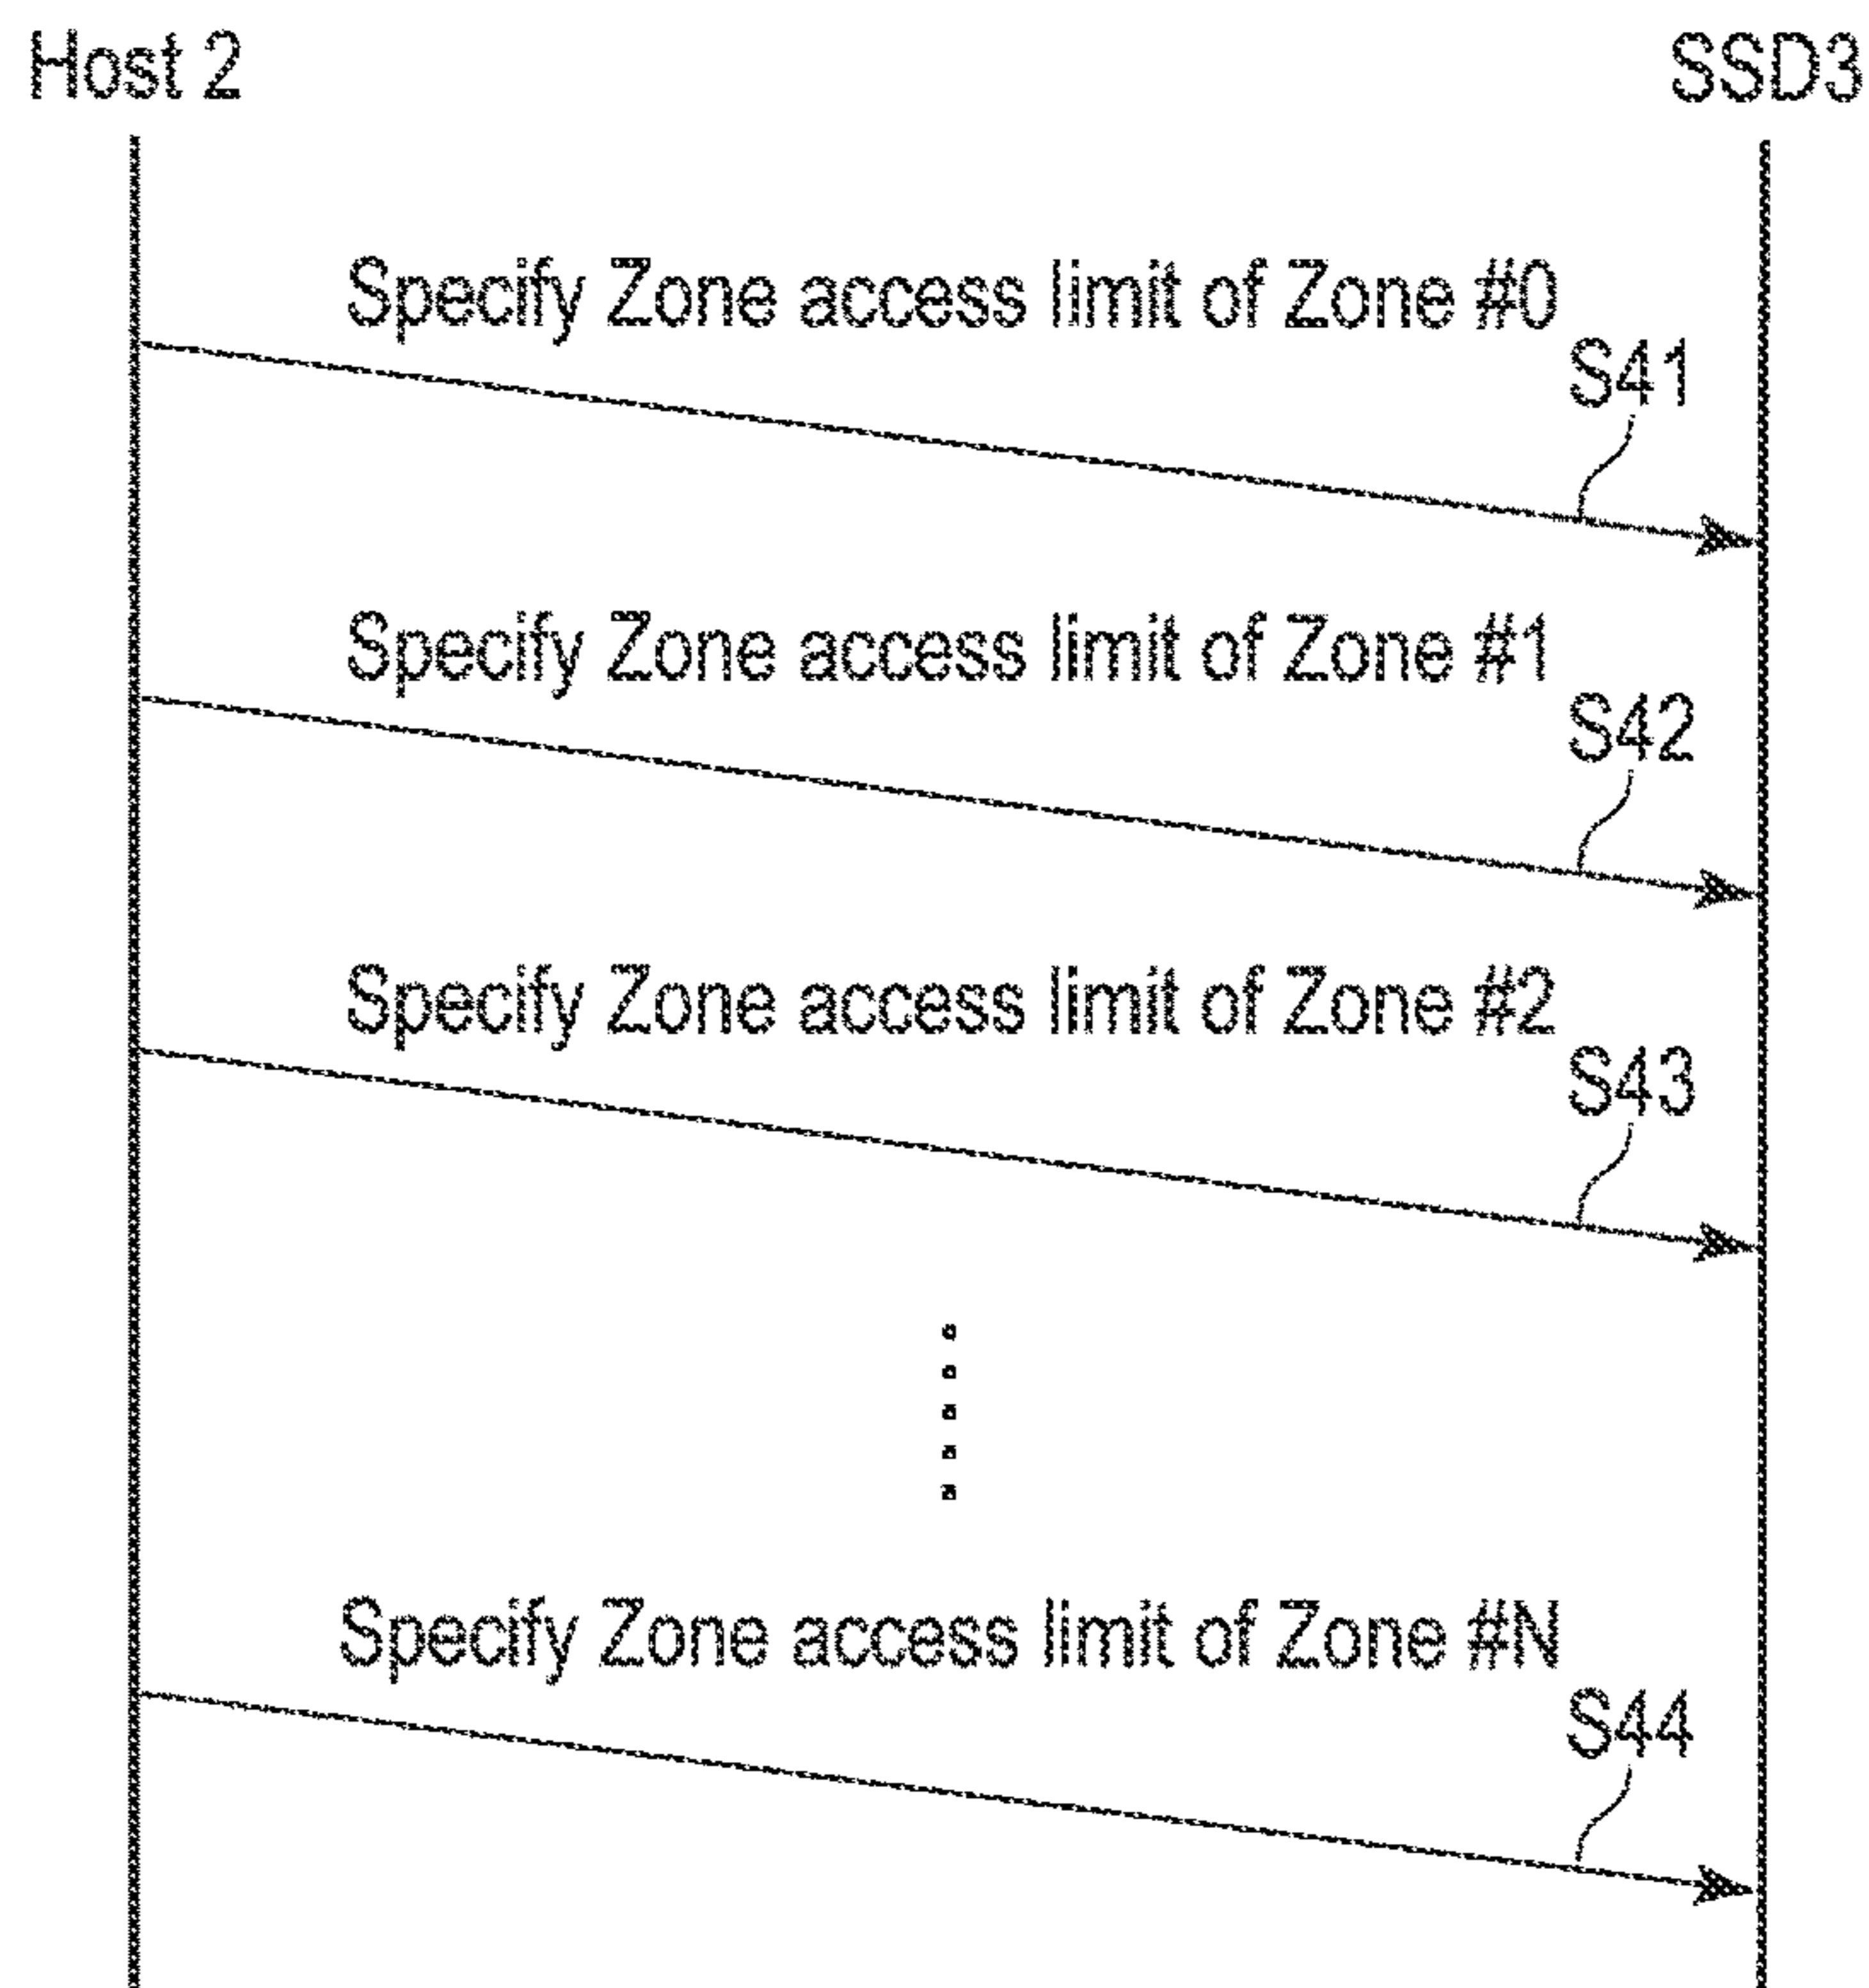 Host 2
SSD3
Specify Zone access limit of Zone #0
S41
Specify Zone access limit of Zone #1
S42
Specify Zone access limit of Zone #2
S43
Specify Zone access limit of Zone #N
S44